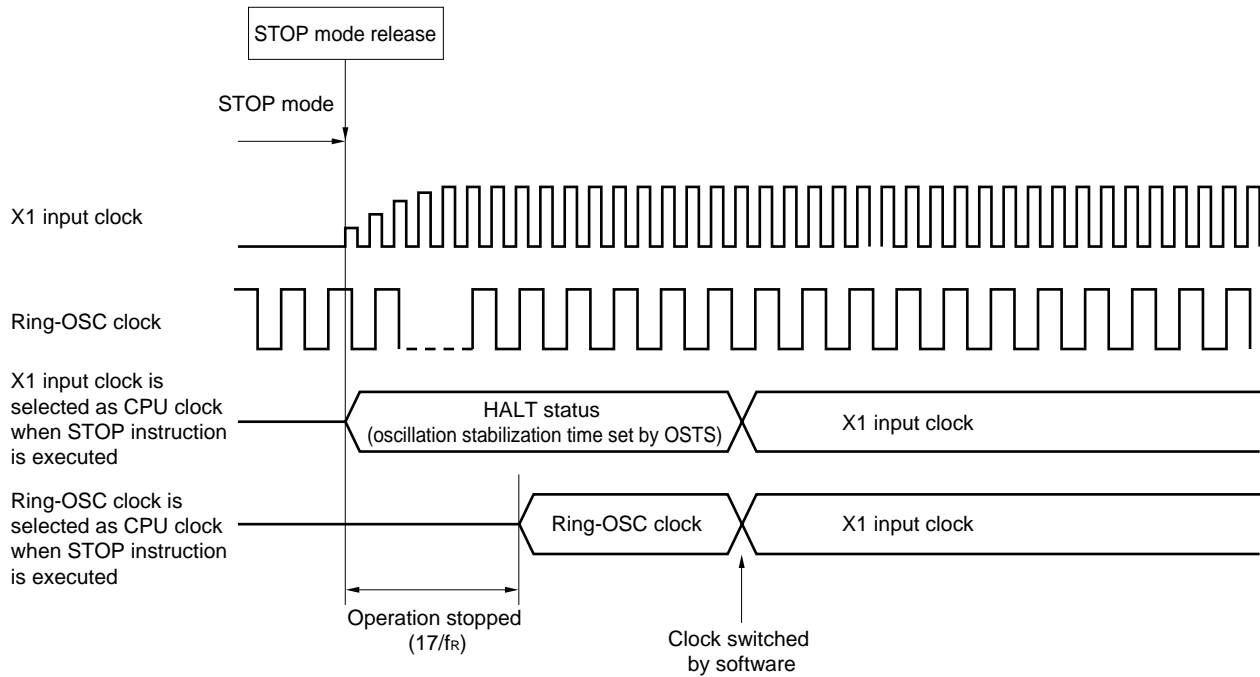 STOP mode release
STOP mode
X1 input clock
Ring-OSC clock
X1 input clock is
selected as CPU clock
when STOP instruction
is executed
HALT status
(oscillation stabilization time set by OSTS)
X1 input clock
Ring-OSC clock is
selected as CPU clock
when STOP instruction
is executed
Ring-OSC clock
X1 input clock
Operation stopped
(17/fR)
Clock switched
by software